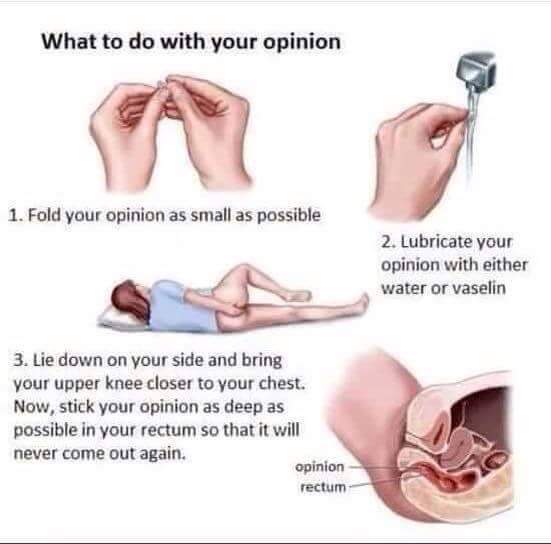 What to do with your opinion
1. Fold your opinion as small as possible
2. Lubricate your
opinion with either
water or vaselin
3. Lie down on your side and bring
your upper knee closer to your chest.
Now, stick your opinion as deep as
possible in your rectum so that it will
never come out again.
opinion
rectum